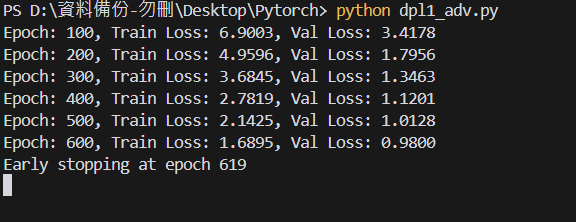 PS D:\資料備份-勿刪\Desktop\Pytorch> python dpl1_adv.py
Epoch: 100, Train Loss: 6.9003, Val Loss: 3.4178
Epoch: 200, Train Loss: 4.9596, Val Loss: 1.7956
Epoch: 300, Train Loss: 3.6845, Val Loss: 1.3463
Epoch: 400, Train Loss: 2.7819, Val Loss: 1.1201
Epoch: 500, Train Loss: 2.1425, Val Loss: 1.0128
Epoch: 600, Train Loss: 1.6895, Val Loss: 0.9800
Early stopping at epoch 619